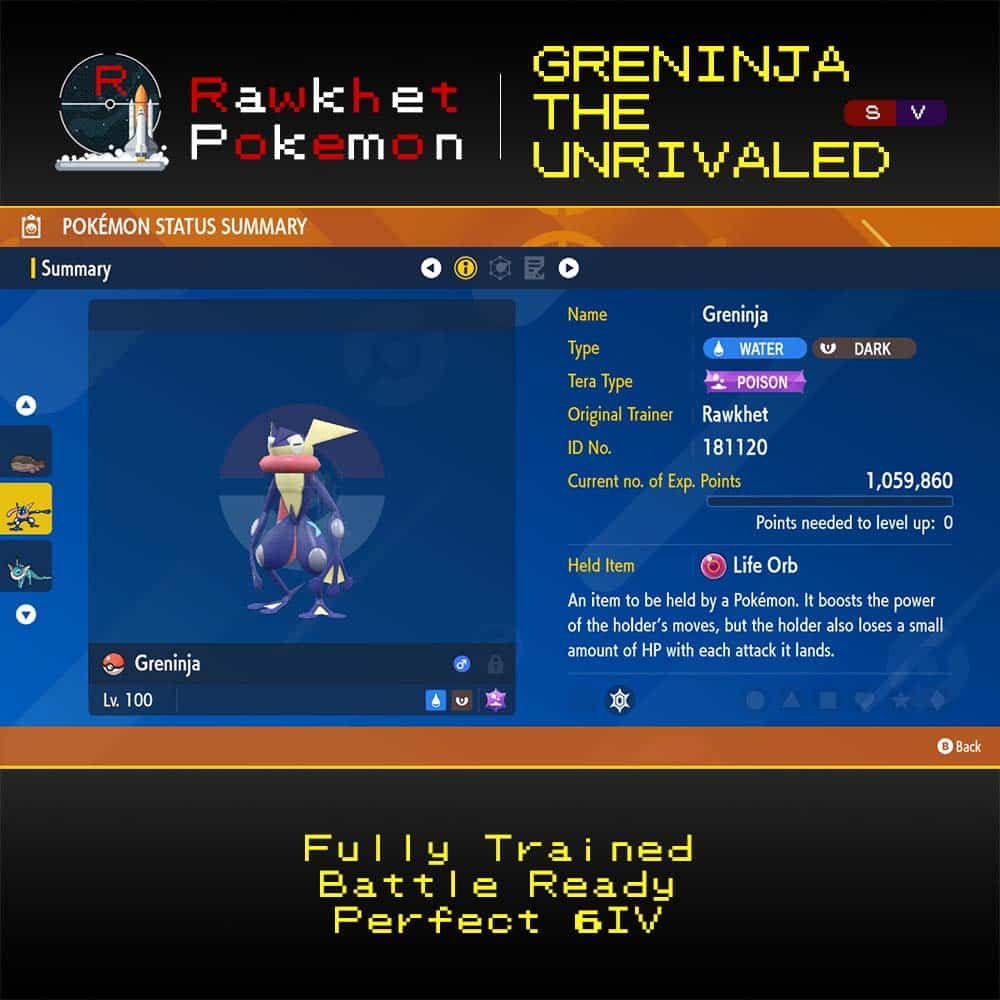 R
Rawkhet
Pokemon
GRENINJA
THE
UNRIVALED
S V
POKÉMON STATUS SUMMARY
Summary
Name Greninja
Type WATER DARK
Tera Type POISON
Original Trainer Rawkhet
ID No. 181120
Current no. of Exp. Points 1,059,860
Points needed to level up: 0
Held Item Life Orb
An item to be held by a Pokémon. It boosts the power
of the holder's moves, but the holder also loses a small
amount of HP with each attack it lands.
Greninja
Lv. 100
B Back
Fully Trained
Battle Ready
Perfect 6IV